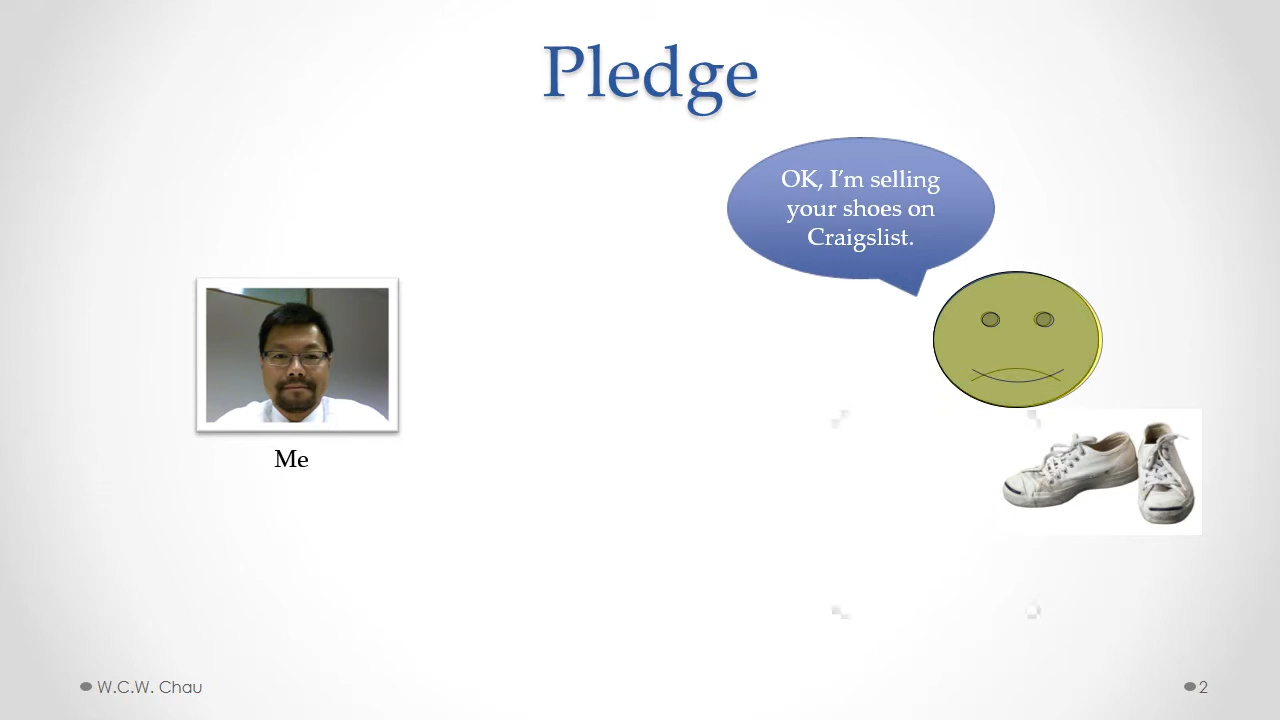 Pledge
OK, I’m selling
your shoes on
Craigslist.
Me
W.C.W. Chau
2